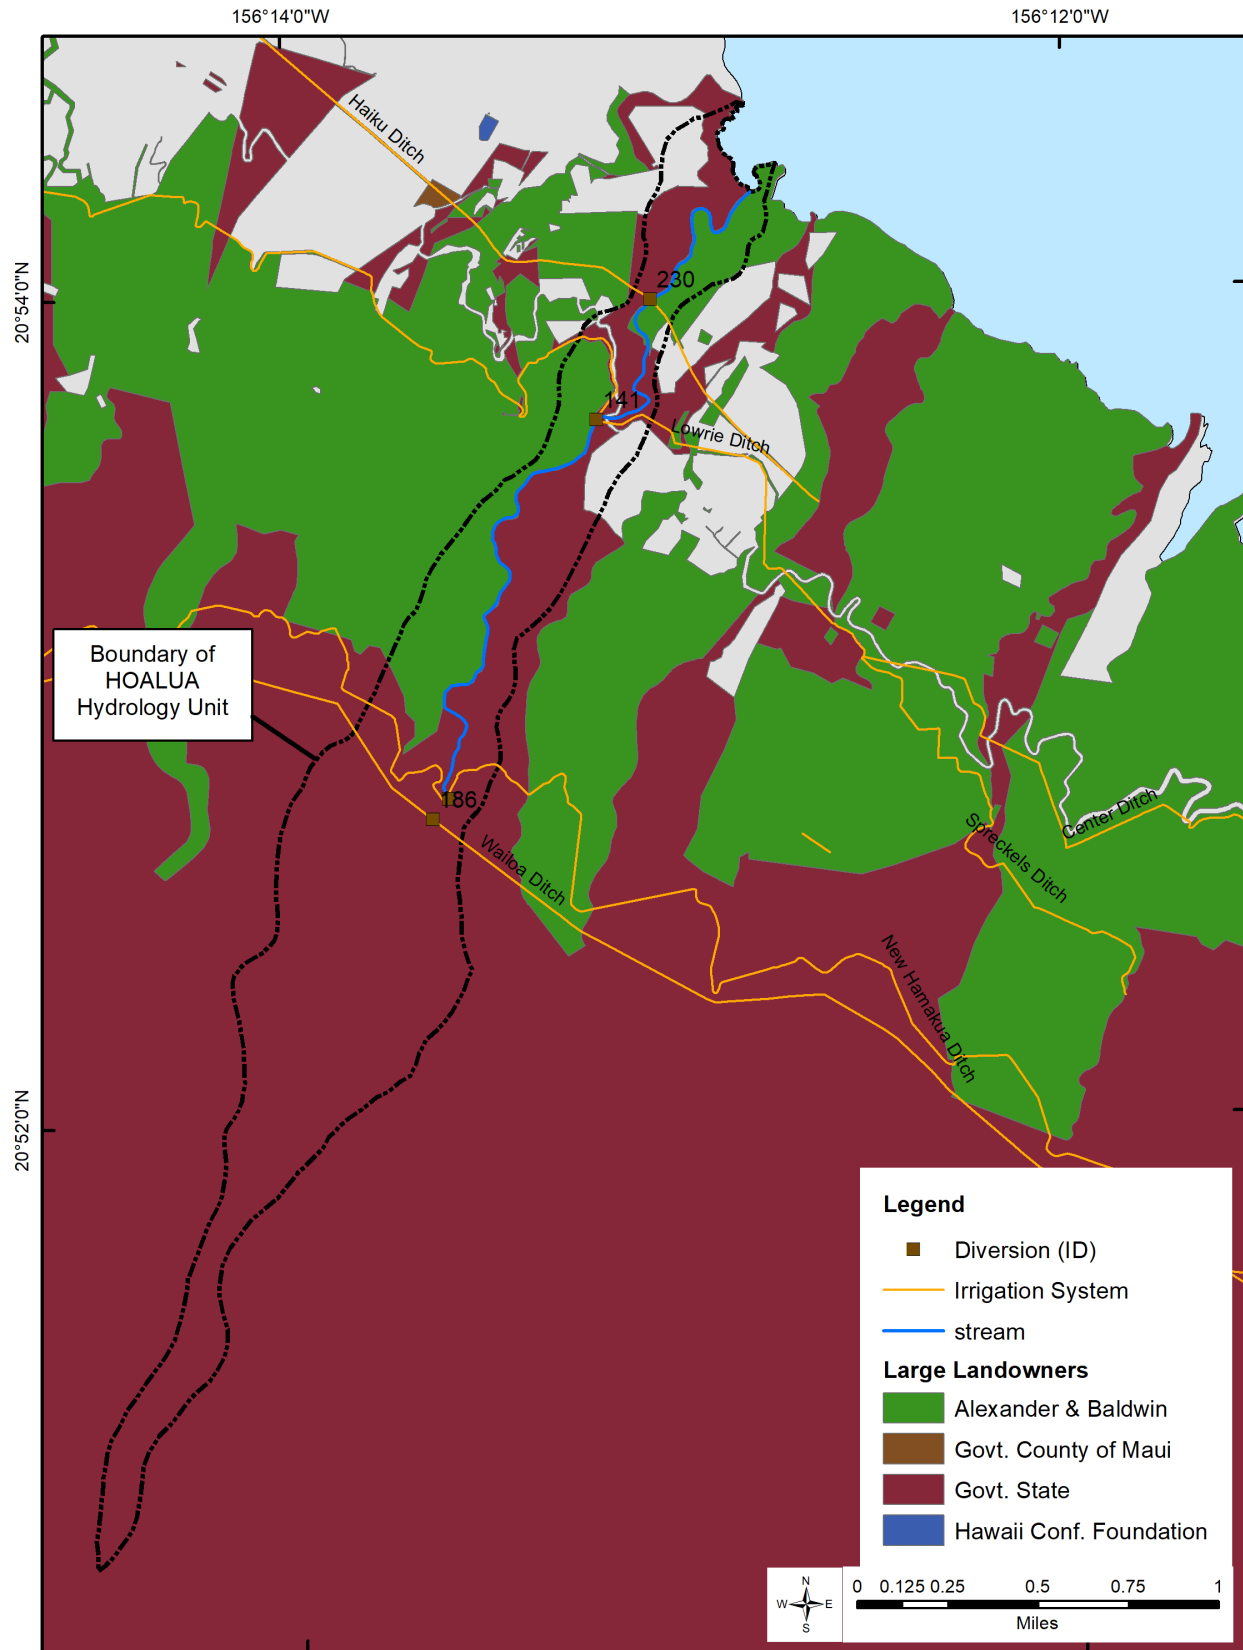 156°14'0"W
156°12'0"W
Haiku Ditch
20°54'0"N
230
141
Lowrie Ditch
Boundary of
HOALUA
Hydrology Unit
186
Wailoa Ditch
Spreckels Ditch
Center Ditch
New Hamakua Ditch
20°52'0"N
Legend
Diversion (ID)
Irrigation System
stream
Large Landowners
Alexander & Baldwin
Govt. County of Maui
Govt. State
Hawaii Conf. Foundation
N
W E
S
0 0.125 0.25 0.5 0.75 1
Miles